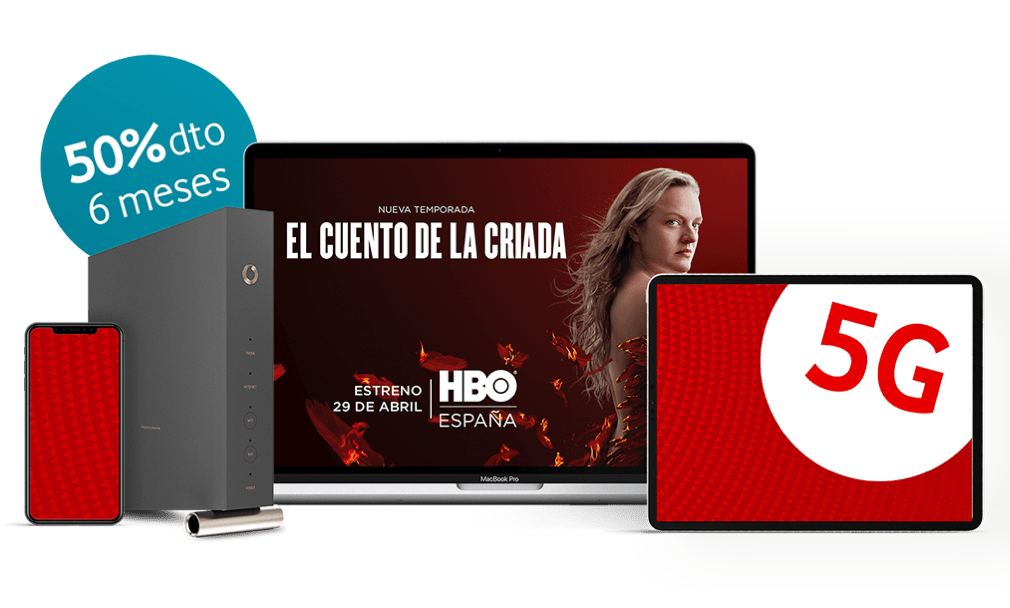 50% dto
6 meses
NUEVA TEMPORADA
EL CUENTO DE LA CRIADA
ESTRENO
29 DE ABRIL
HBO
ESPAÑA
MacBook Pro
5G